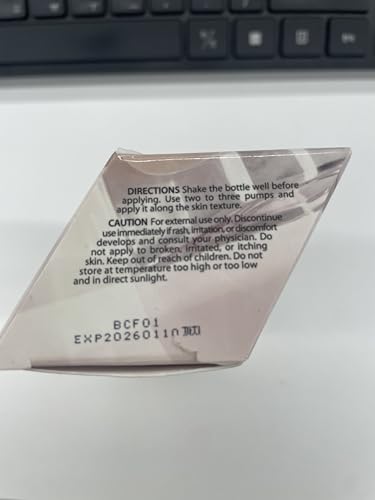 DIRECTIONS Shake the bottle well before
applying. Use two to three pumps and
apply it along the skin texture.
CAUTION For external use only. Discontinue
use immediately if rash, irritation, or discomfort
develops and consult your physician. Do
not apply to broken, irritated, or itching
skin. Keep out of reach of children. Do not
store at temperature too high or too low
and in direct sunlight.
BCF01